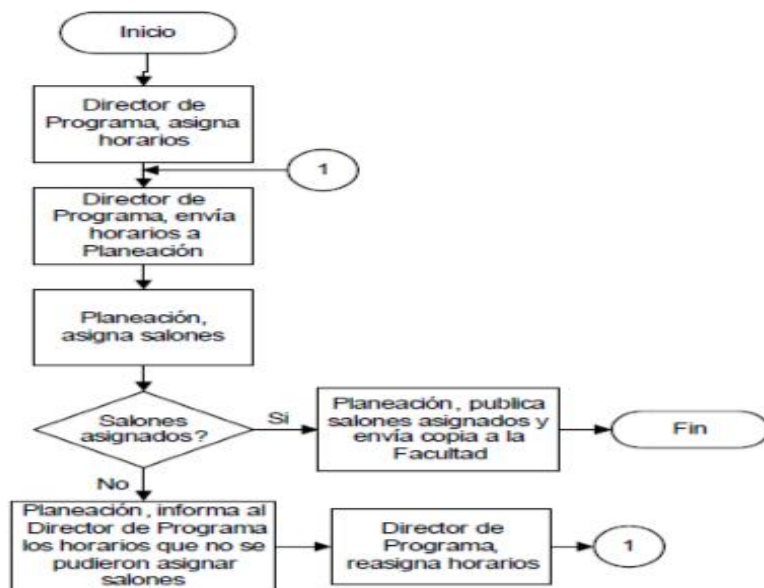 Inicio
Director de
Programa, asigna
horarios
1
Director de
Programa, envía
horarios a
Planeación
Planeación,
asigna salones
Salones
asignados?
Si
Planeación, publica
salones asignados y
envía copia a la
Facultad
Fin
No
Planeación, informa al
Director de Programa
los horarios que no se
pudieron asignar
salones
Director de
Programa,
reasigna horarios
1